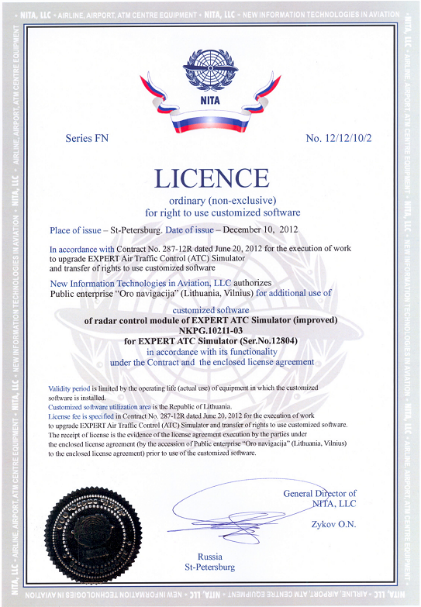 NITA, LLC - AIRLINE, AIRPORT, ATM CENTRE EQUIPMENT - NITA, LLC - NEW INFORMATION TECHNOLOGIES IN AVIATION
NITA
Series FN
No. 12/12/10/2
LICENCE
ordinary (non-exclusive)
for right to use customized software
Place of issue – St-Petersburg. Date of issue – December 10, 2012
In accordance with Contract No. 287-12R dated June 20, 2012 for the execution of work
to upgrade EXPERT Air Traffic Control (ATC) Simulator
and transfer of rights to use customized software
New Information Technologies in Aviation, LLC authorizes
Public enterprise "Oro navigacija" (Lithuania, Vilnius) for additional use of
customized software
of radar control module of EXPERT ATC Simulator (improved)
NKPG.10211-03
for EXPERT ATC Simulator (Ser.No.12804)
in accordance with its functionality
under the Contract and the enclosed license agreement
Validity period is limited by the operating life (actual use) of equipment in which the customized
software is installed.
Customized software utilization area is the Republic of Lithuania.
License fee is specified in Contract No. 287-12R dated June 20, 2012 for the execution of work
to upgrade EXPERT Air Traffic Control (ATC) Simulator and transfer of rights to use customized software.
The receipt of license is the evidence of the license agreement execution by the parties under
the enclosed license agreement (by the accession of Public enterprise "Oro navigacija" (Lithuania, Vilnius)
to the enclosed license agreement) prior to use of the customized software.
General Director of
NITA, LLC
Zykov O.N.
Russia
St-Petersburg